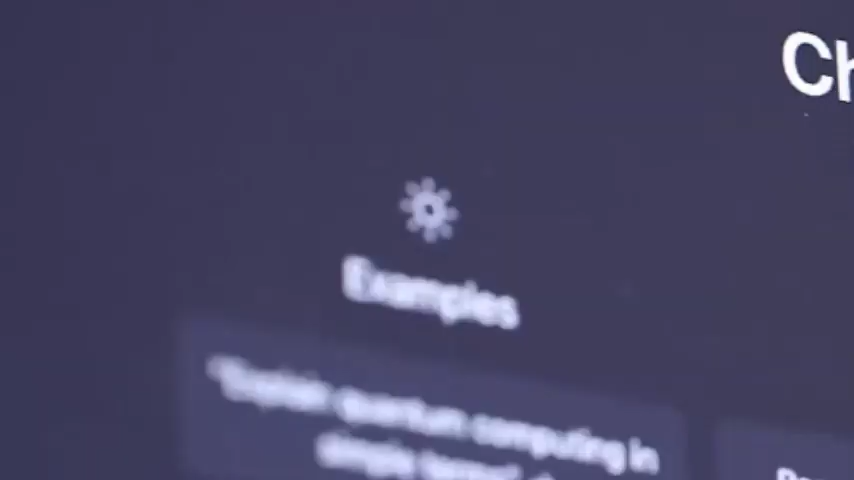 Ch
Examples
"Explain quantum computing in
simple terms"